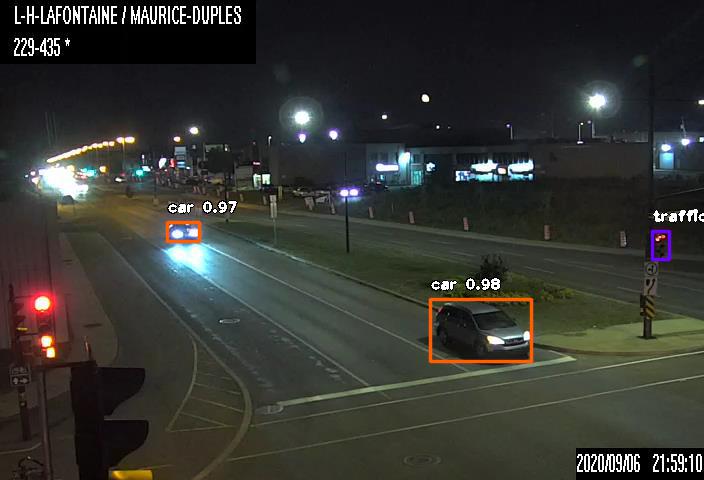 L-H-LAFONTAINE / MAURICE-DUPLES
229-435 *
car 0.97
traffic
car 0.98
2020/09/06 21:59:10